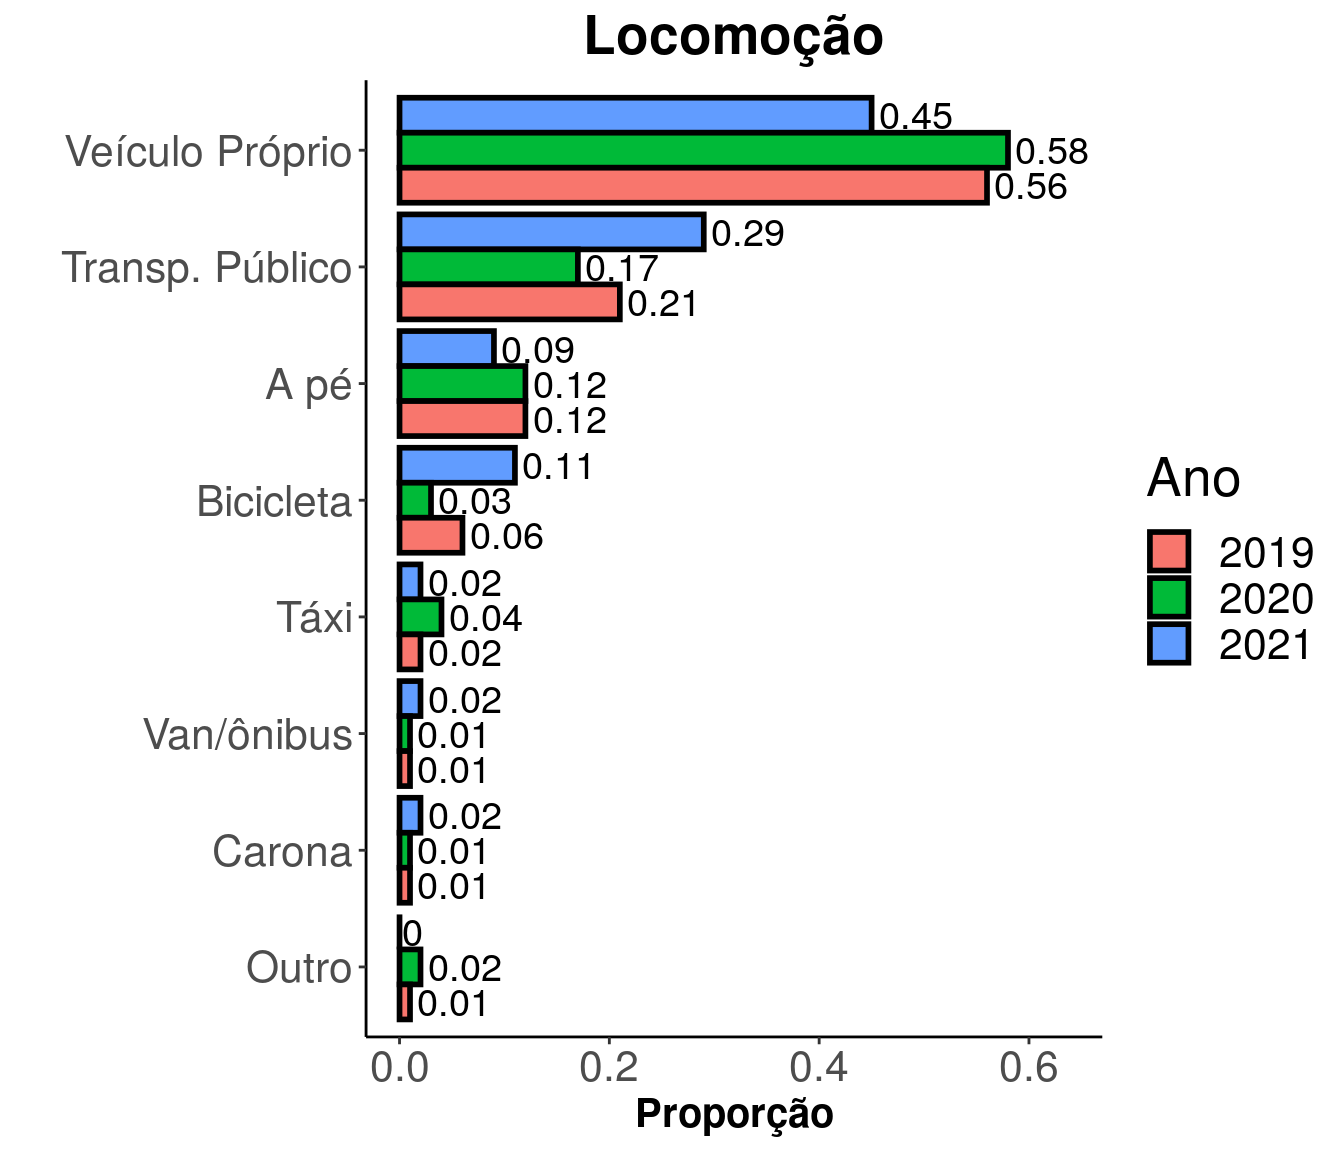 Locomoção
Veículo Próprio
0.45
0.58
0.56
Transp. Público
0.29
0.17
0.21
A pé
0.09
0.12
0.12
Bicicleta
0.11
0.03
0.06
Táxi
0.02
0.04
0.02
Van/ônibus
0.02
0.01
0.01
Carona
0.02
0.01
0.01
Outro
0
0.02
0.01
0.0 0.2 0.4 0.6
Proporção
Ano
2019
2020
2021